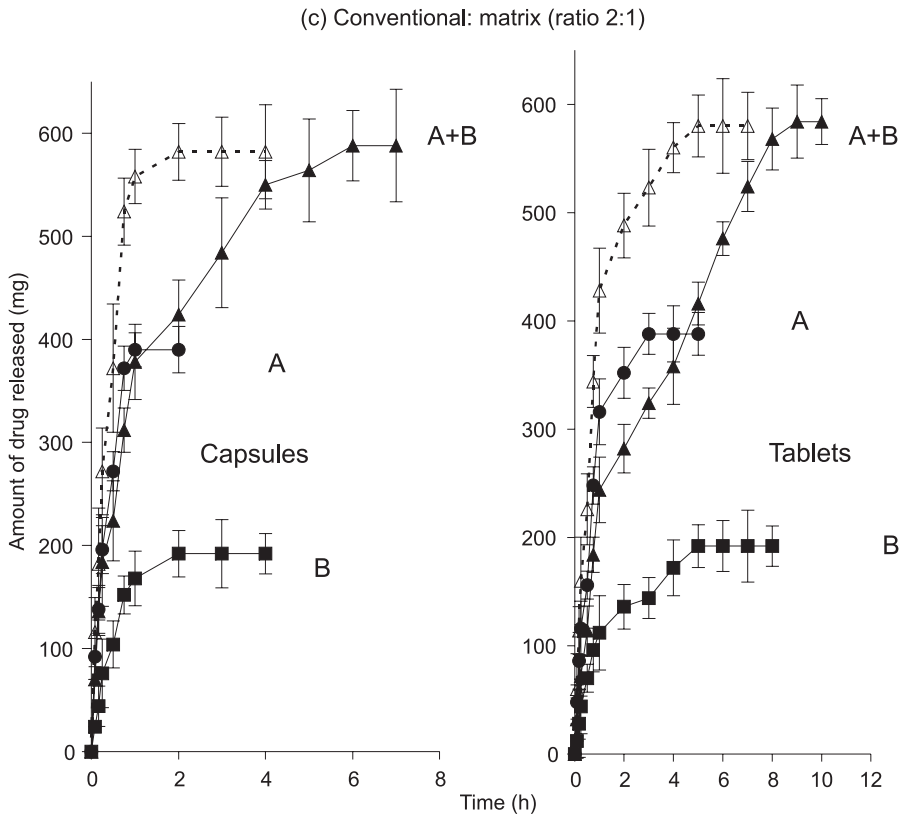 (c) Conventional: matrix (ratio 2:1)
Amount of drug released (mg)
600
500
400
300
200
100
0
A+B
A
Capsules
B
0
2
4
6
8
600
500
400
300
200
100
0
A+B
A
Tablets
B
0
2
4
6
8
10
12
Time (h)